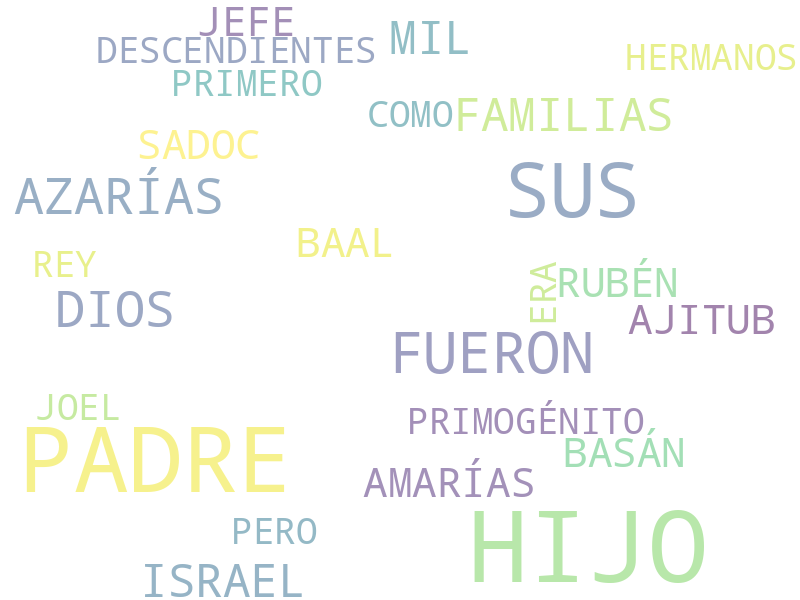 JEFE
DESCENDIENTES
MIL
HERMANOS
PRIMERO
COMO
FAMILIAS
SADOC
AZARÍAS
SUS
BAAL
REY
ERA
RUBÉN
DIOS
AJITUB
FUERON
JOEL
PRIMOGÉNITO
PADRE
BASÁN
AMARÍAS
HIJO
PERO
ISRAEL